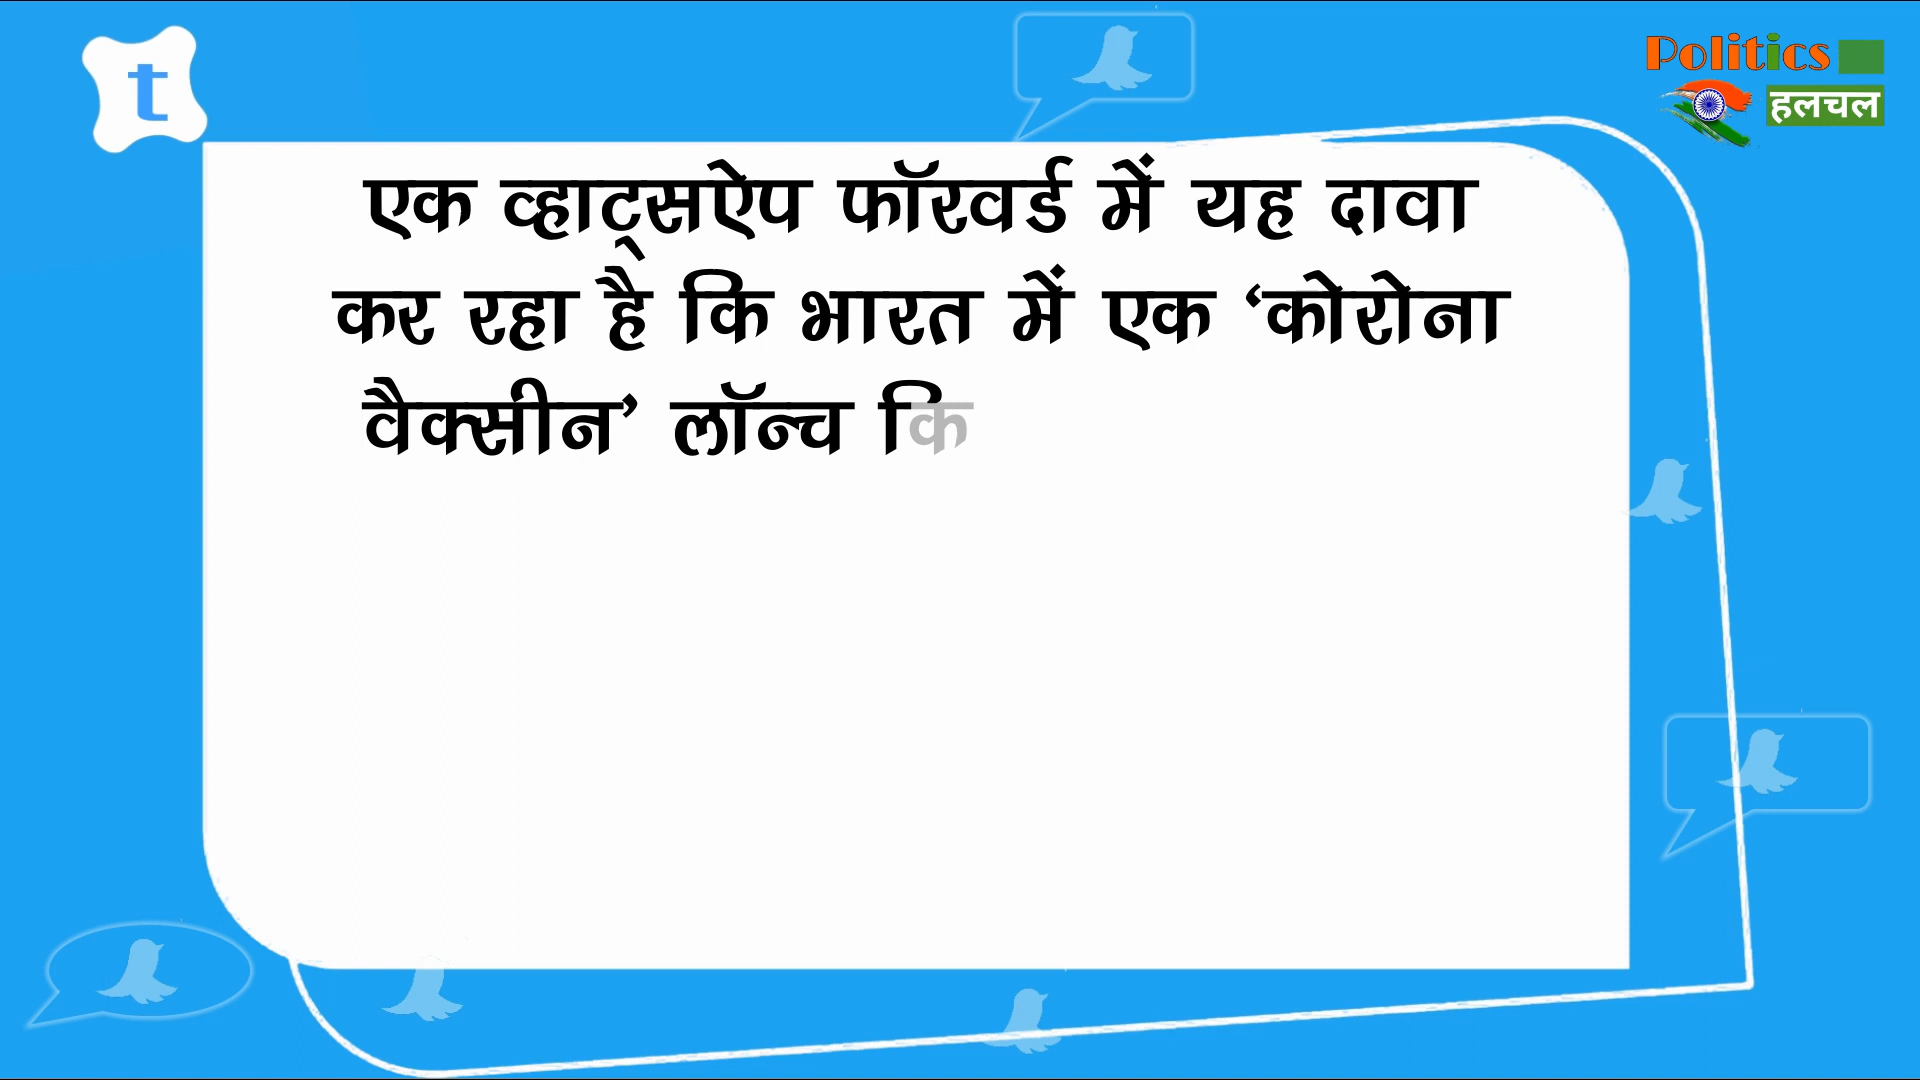 t
Politics
हलचल
एक व्हाट्सऐप फॉरवर्ड में यह दावा
कर रहा है कि भारत में एक ‘कोरोना
वैक्सीन’ लॉन्च कि